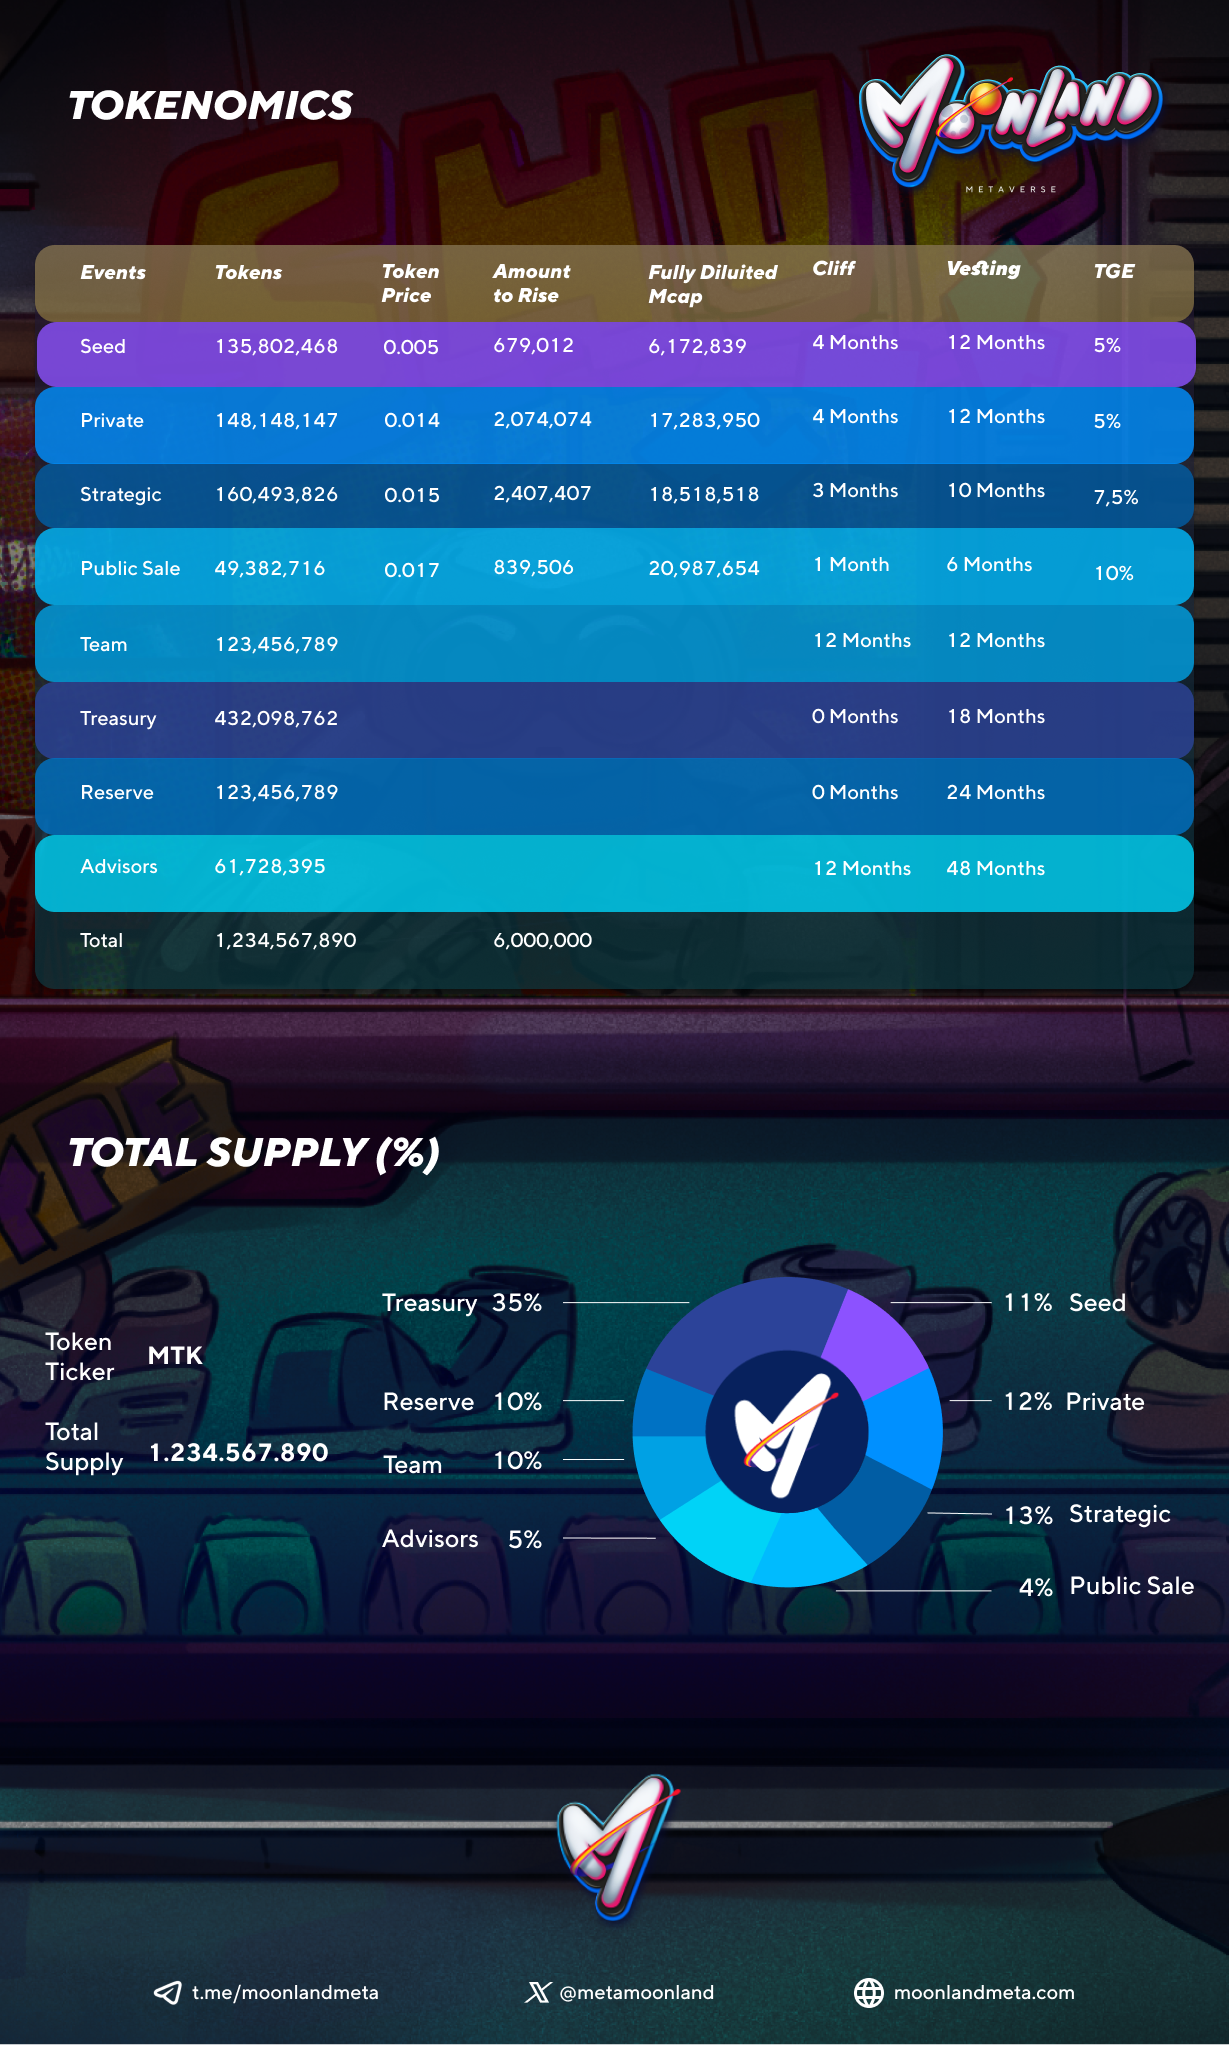 TOKENOMICS
MOONLAND
METAVERSE
Events Tokens Token Price Amount to Rise Fully Diluited Mcap Cliff Vesting TGE
Seed 135,802,468 0.005 679,012 6,172,839 4 Months 12 Months 5%
Private 148,148,147 0.014 2,074,074 17,283,950 4 Months 12 Months 5%
Strategic 160,493,826 0.015 2,407,407 18,518,518 3 Months 10 Months 7,5%
Public Sale 49,382,716 0.017 839,506 20,987,654 1 Month 6 Months 10%
Team 123,456,789 12 Months 12 Months
Treasury 432,098,762 0 Months 18 Months
Reserve 123,456,789 0 Months 24 Months
Advisors 61,728,395 12 Months 48 Months
Total 1,234,567,890 6,000,000
TOTAL SUPPLY (%)
Token
Ticker
MTK
Total
Supply
1.234.567.890
Treasury 35%
Reserve 10%
Team 10%
Advisors 5%
11% Seed
12% Private
13% Strategic
4% Public Sale
t.me/moonlandmeta
@metamoonland
moonlandmeta.com